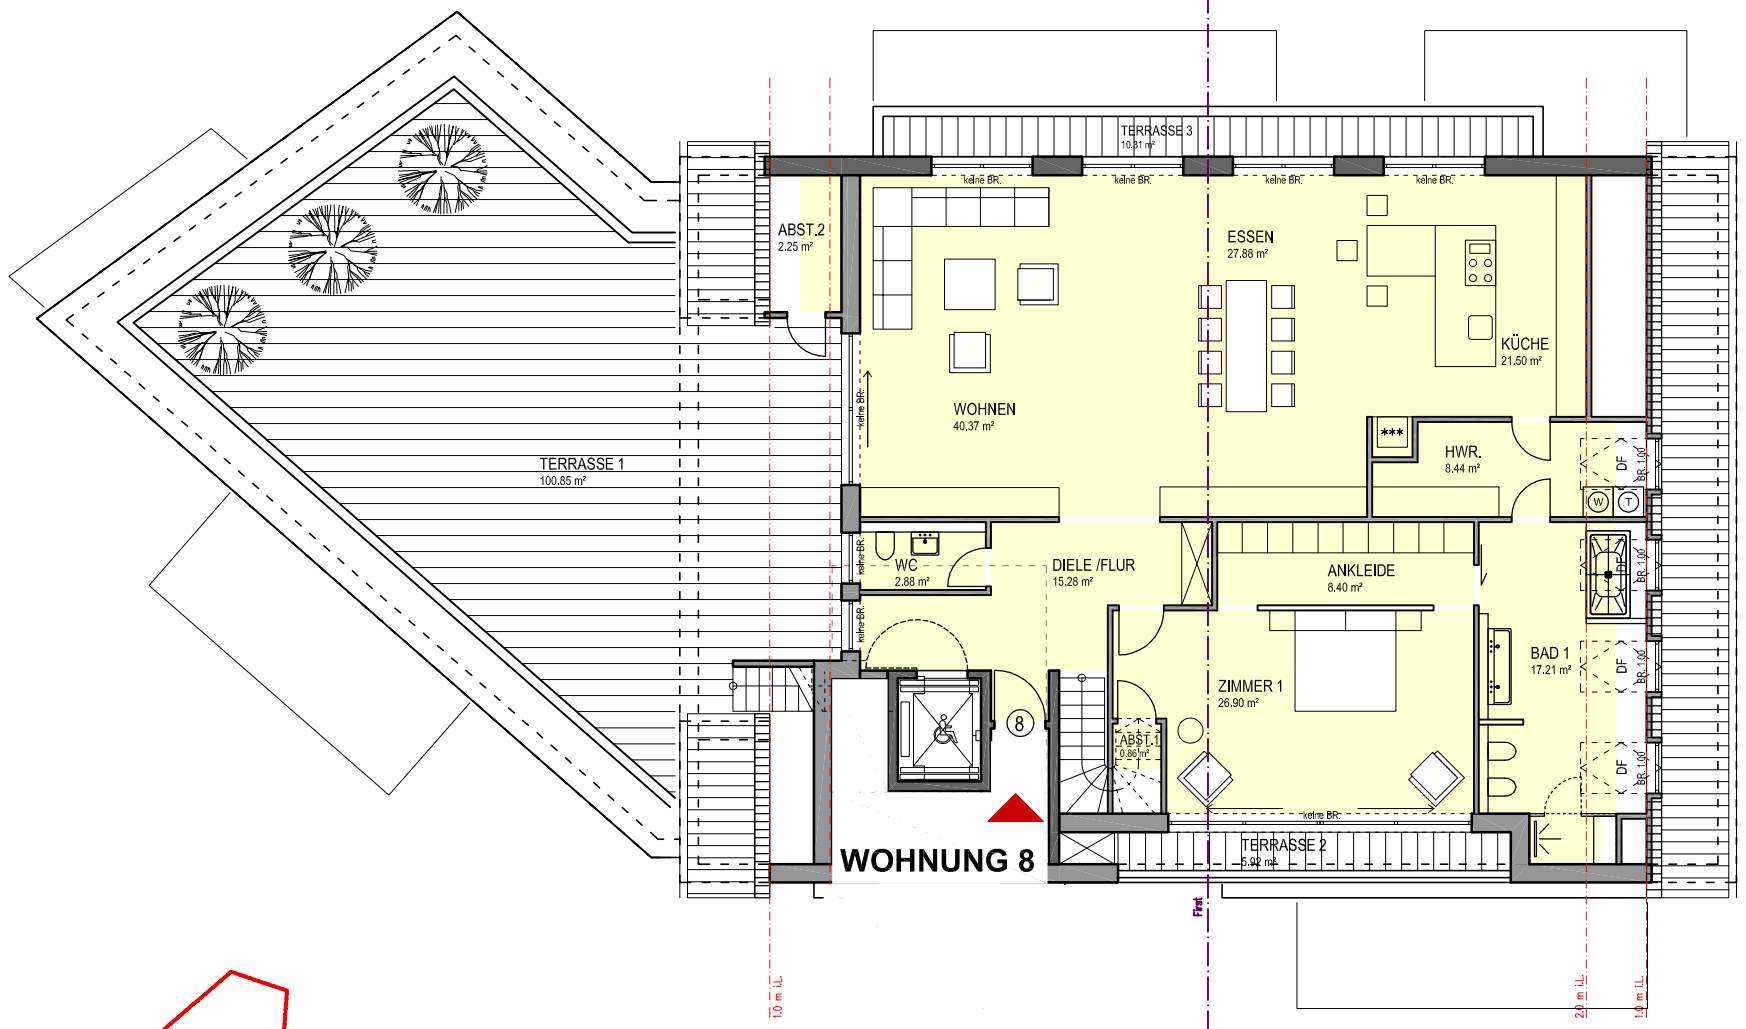 TERRASSE 3
10.31 m²
keine BR.
keine BR.
keine BR.
keine BR.
ABST.2
2.25 m²
ESSEN
27.88 m²
KÜCHE
21.50 m²
WOHNEN
40.37 m²
keine BR.
***
HWR.
8.44 m²
DF
BR. 1.00
W
T
TERRASSE 1
100.85 m²
keine BR.
WC
2.88 m²
DIELE /FLUR
15.28 m²
ANKLEIDE
8.40 m²
DF
BR. 1.00
keine BR.
BAD 1
17.21 m²
DF
BR. 1.00
ZIMMER 1
26.90 m²
8
ABST.1
0.86 m²
DF
BR. 1.00
keine BR.
TERRASSE 2
5.92 m²
WOHNUNG 8
First
1.0 m i.L.
2.0 m i.L.
1.0 m i.L.